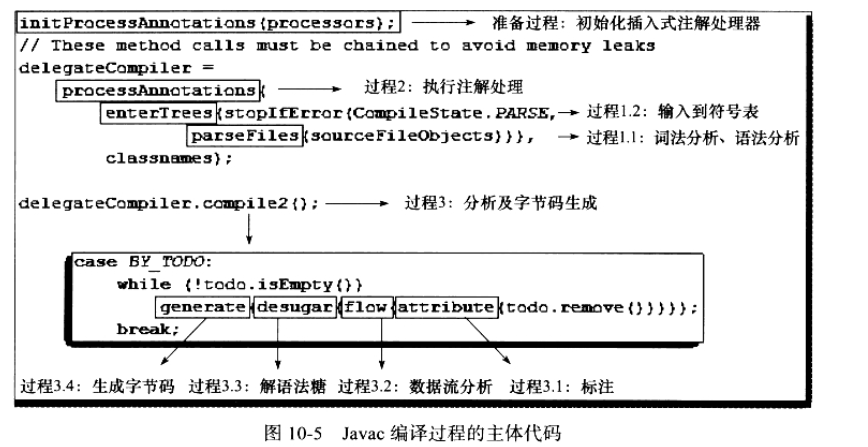 initProcessAnnotations(processors);  准备过程：初始化插入式注解处理器
// These method calls must be chained to avoid memory leaks
delegateCompiler =
processAnnotations(  过程2：执行注解处理
enterTrees(stopIfError(CompileState.PARSE,  过程1.2：输入到符号表
parseFiles(sourceFileObjects))),  过程1.1：词法分析、语法分析
classnames);
delegateCompiler.compile2();  过程3：分析及字节码生成
case BY_TODO:
while (!todo.isEmpty())
generate(desugar(flow(attribute(todo.remove()))));
break;
过程3.4：生成字节码  过程3.3：解语法糖  过程3.2：数据流分析  过程3.1：标注
图 10-5  Javac 编译过程的主体代码